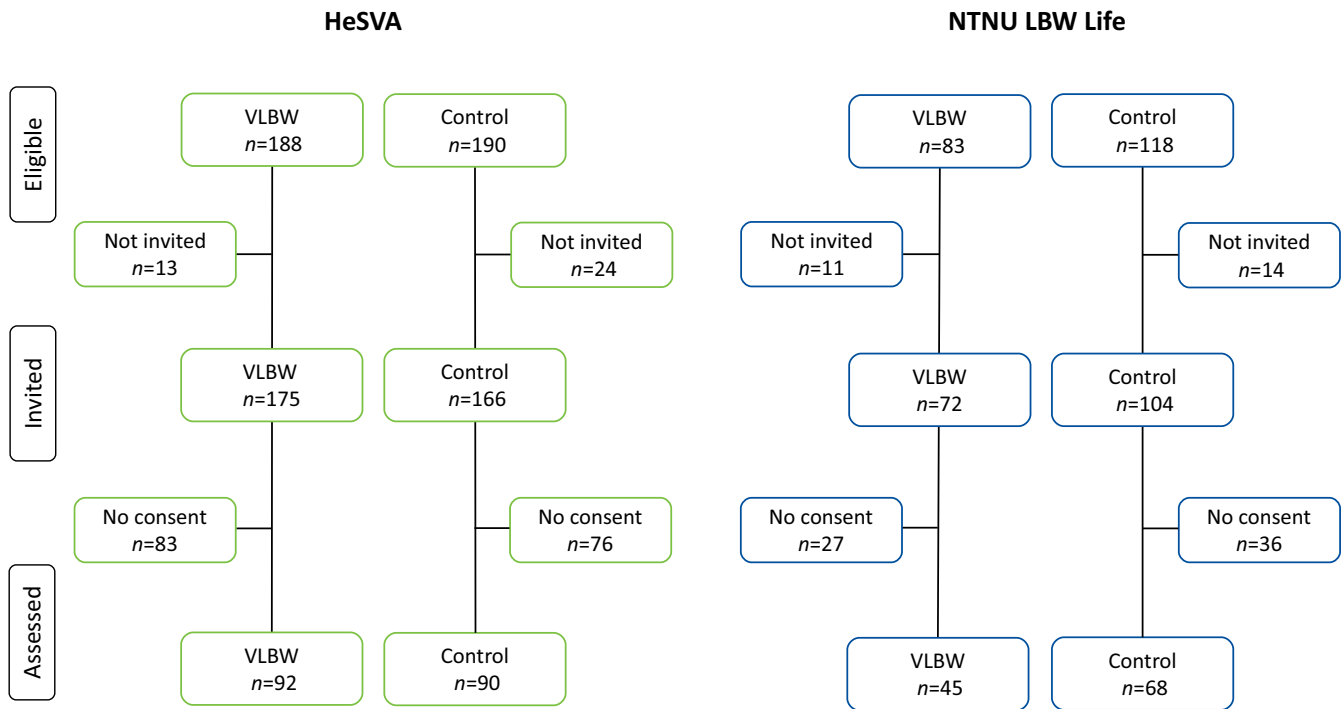 HeSVA
NTNU LBW Life
Eligible
VLBW
n=188
Control
n=190
VLBW
n=83
Control
n=118
Not invited
n=13
Not invited
n=24
Not invited
n=11
Not invited
n=14
Invited
VLBW
n=175
Control
n=166
VLBW
n=72
Control
n=104
No consent
n=83
No consent
n=76
No consent
n=27
No consent
n=36
Assessed
VLBW
n=92
Control
n=90
VLBW
n=45
Control
n=68